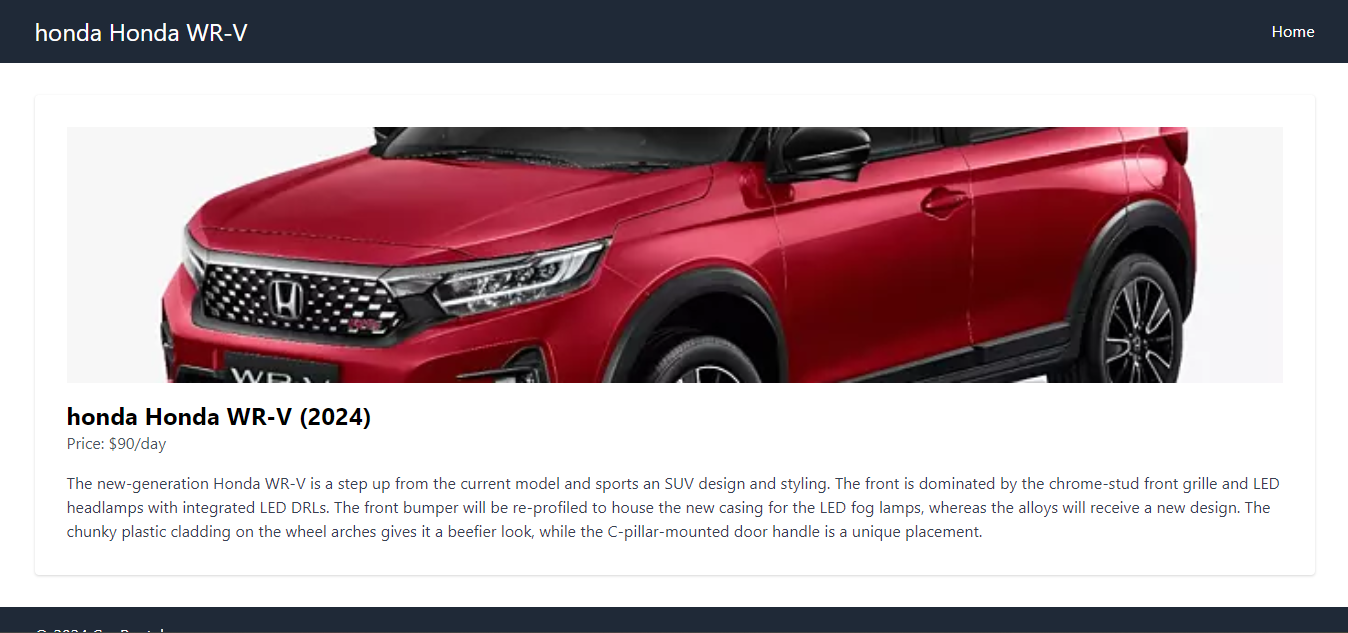 honda Honda WR-V
Home
WR-V
honda Honda WR-V (2024)
Price: $90/day
The new-generation Honda WR-V is a step up from the current model and sports an SUV design and styling. The front is dominated by the chrome-stud front grille and LED
headlamps with integrated LED DRLs. The front bumper will be re-profiled to house the new casing for the LED fog lamps, whereas the alloys will receive a new design. The
chunky plastic cladding on the wheel arches gives it a beefier look, while the C-pillar-mounted door handle is a unique placement.
© 2024 Car Rental